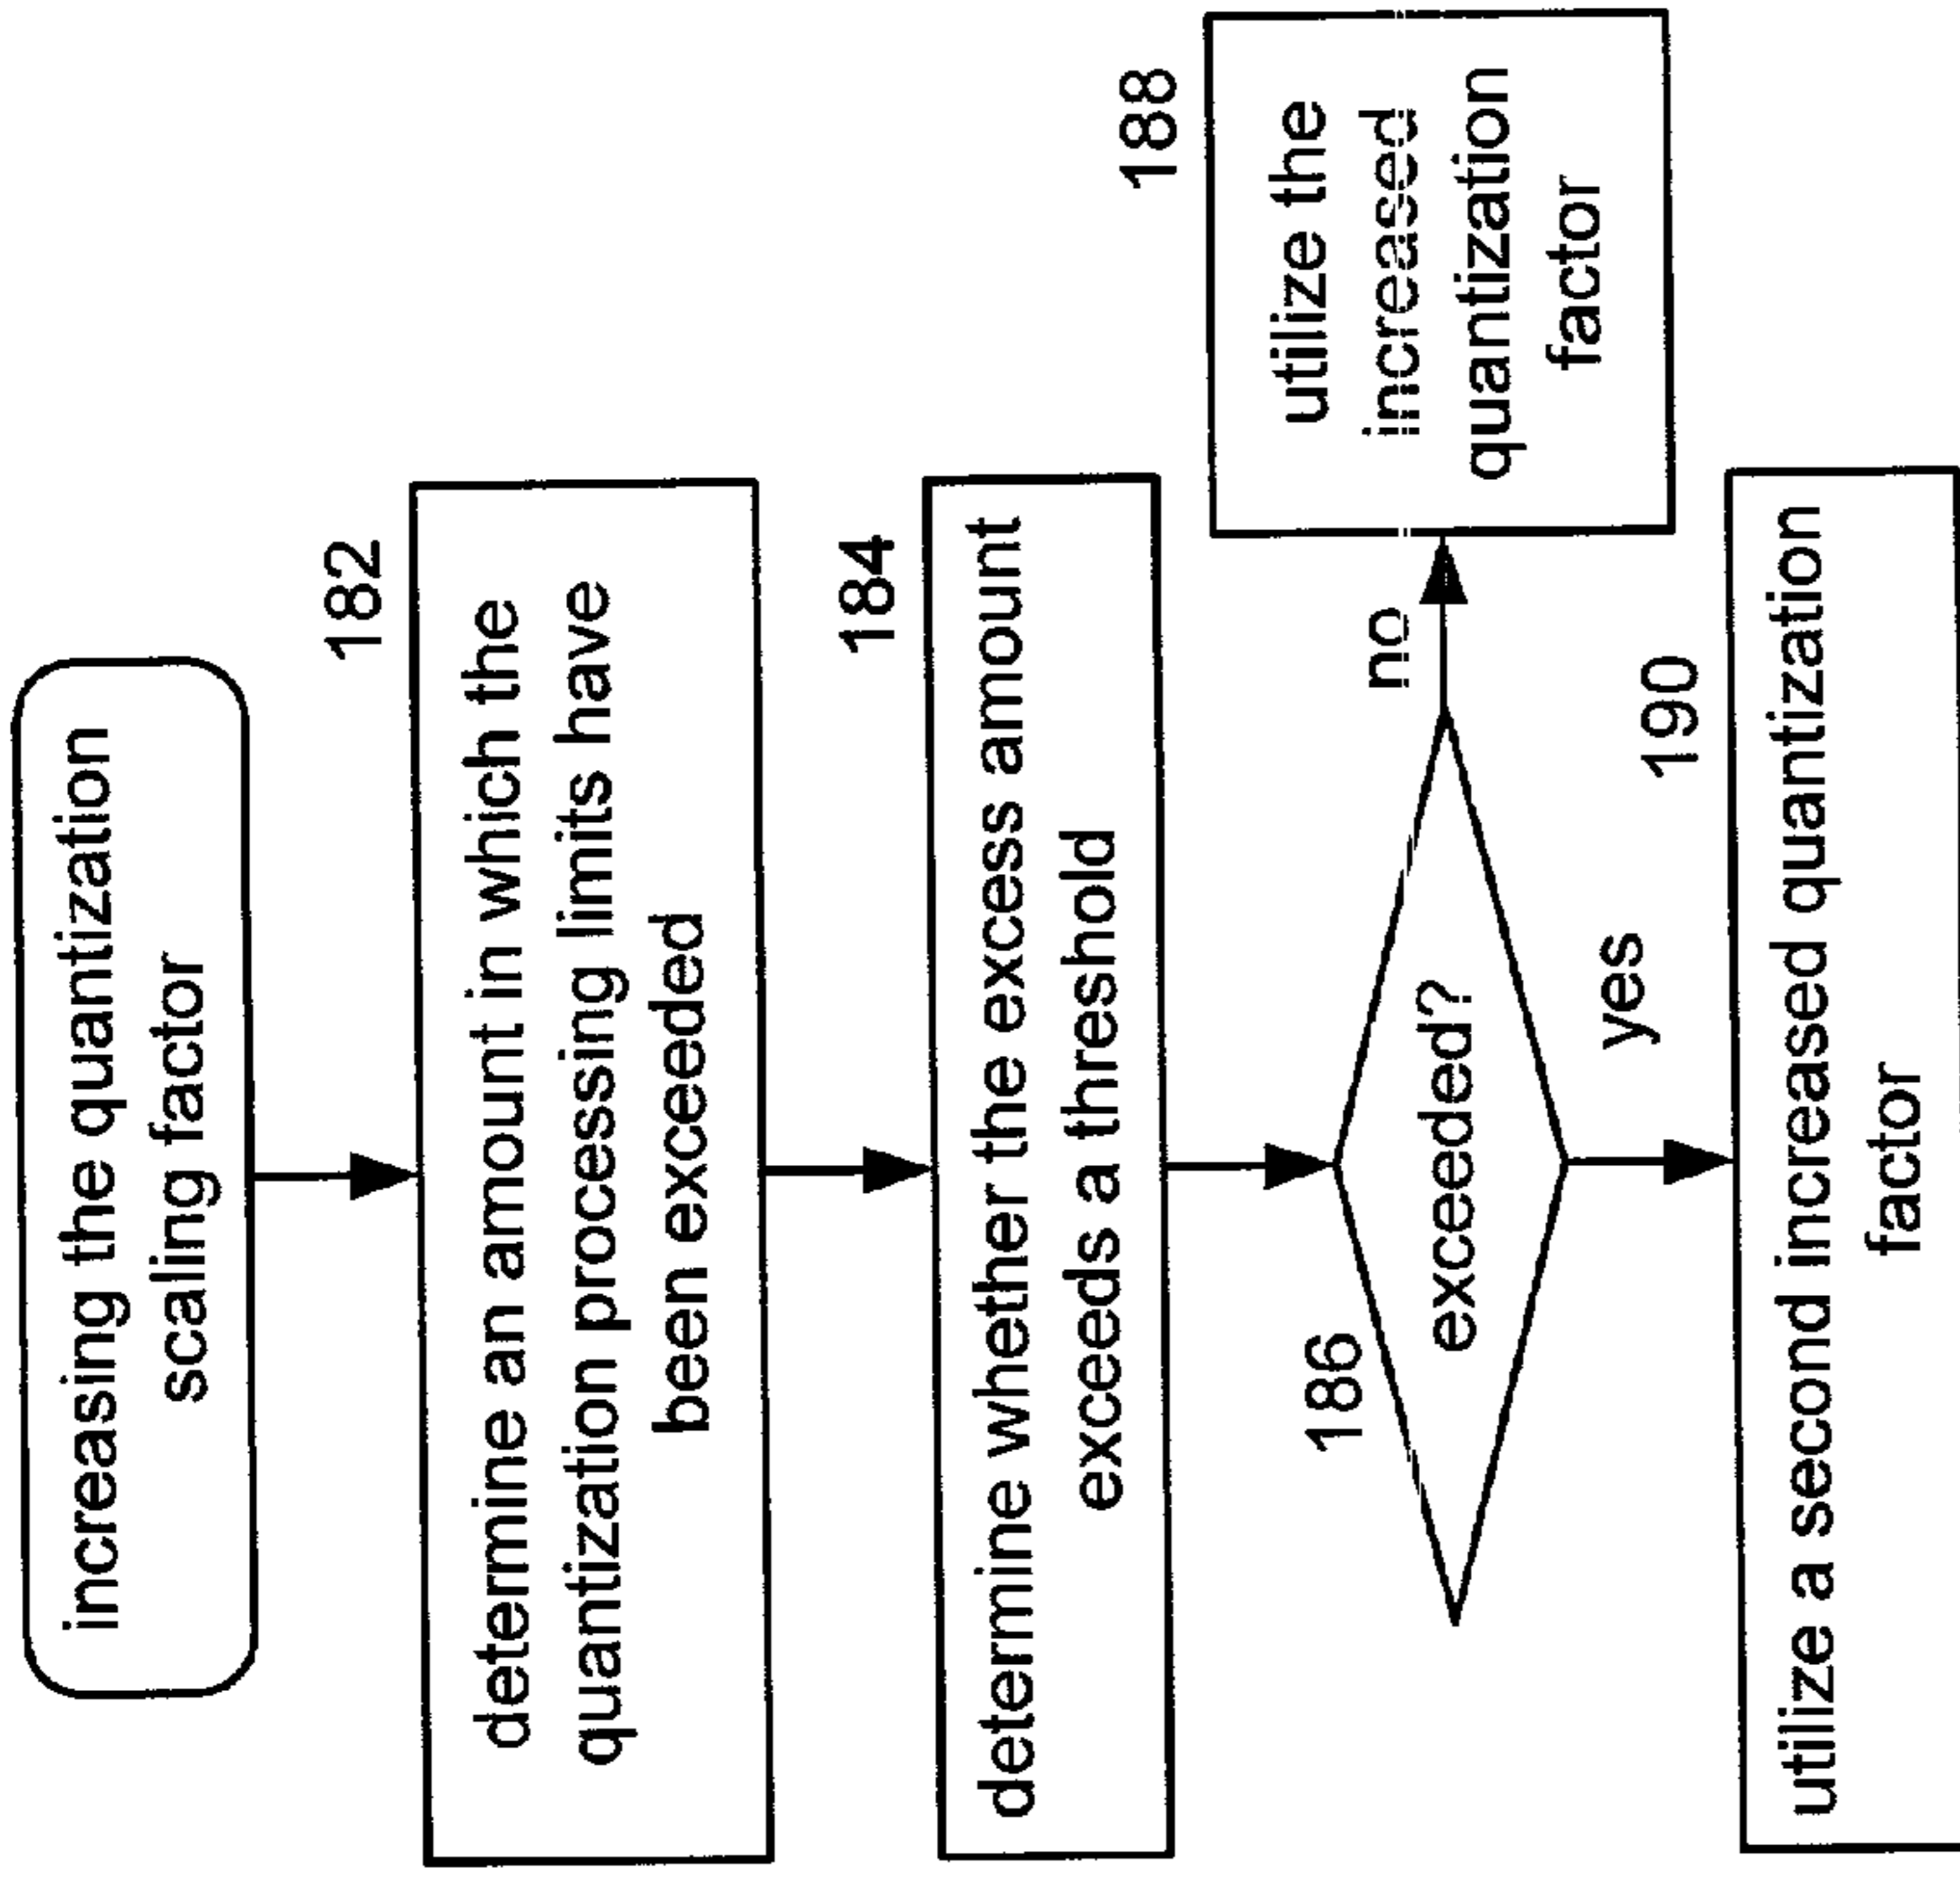 increasing the quantization
scaling factor
182
determine an amount in which the
quantization processing limits have
been exceeded
184
determine whether the excess amount
exceeds a threshold
186
exceeded?
no
188
utilize the
increased
quantization
factor
yes
190
utilize a second increased quantization
factor